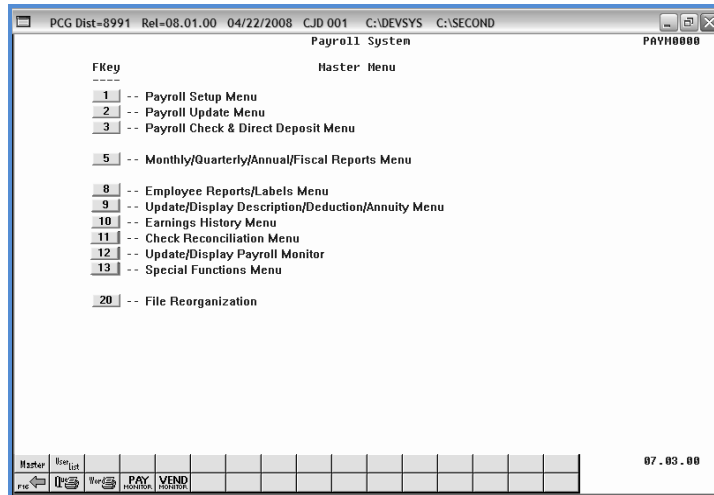 PCG Dist=8991 Rel=08.01.00 04/22/2008 CJD 001 C:\DEVSYS C:\SECOND
Payroll System PAYM0000
FKey Master Menu
----
1 -- Payroll Setup Menu
2 -- Payroll Update Menu
3 -- Payroll Check & Direct Deposit Menu
5 -- Monthly/Quarterly/Annual/Fiscal Reports Menu
8 -- Employee Reports/Labels Menu
9 -- Update/Display Description/Deduction/Annuity Menu
10 -- Earnings History Menu
11 -- Check Reconciliation Menu
12 -- Update/Display Payroll Monitor
13 -- Special Functions Menu
20 -- File Reorganization
Master User list 07.03.00
F16 Que Wor PAY MONITOR VEND MONITOR